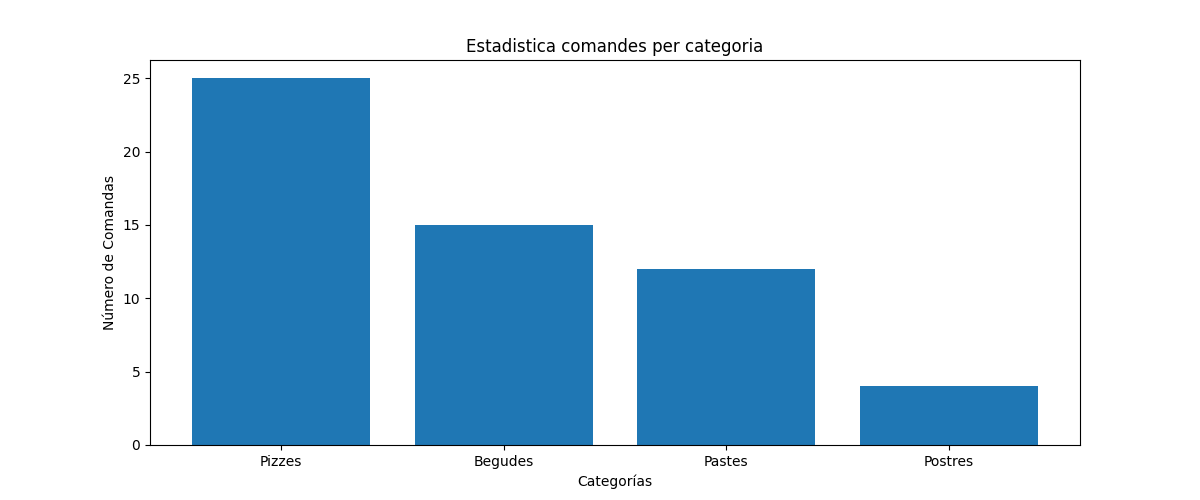 Estadistica comandes per categoria
Número de Comandas
25
20
15
10
5
0
Pizzes
Begudes
Pastes
Postres
Categorías